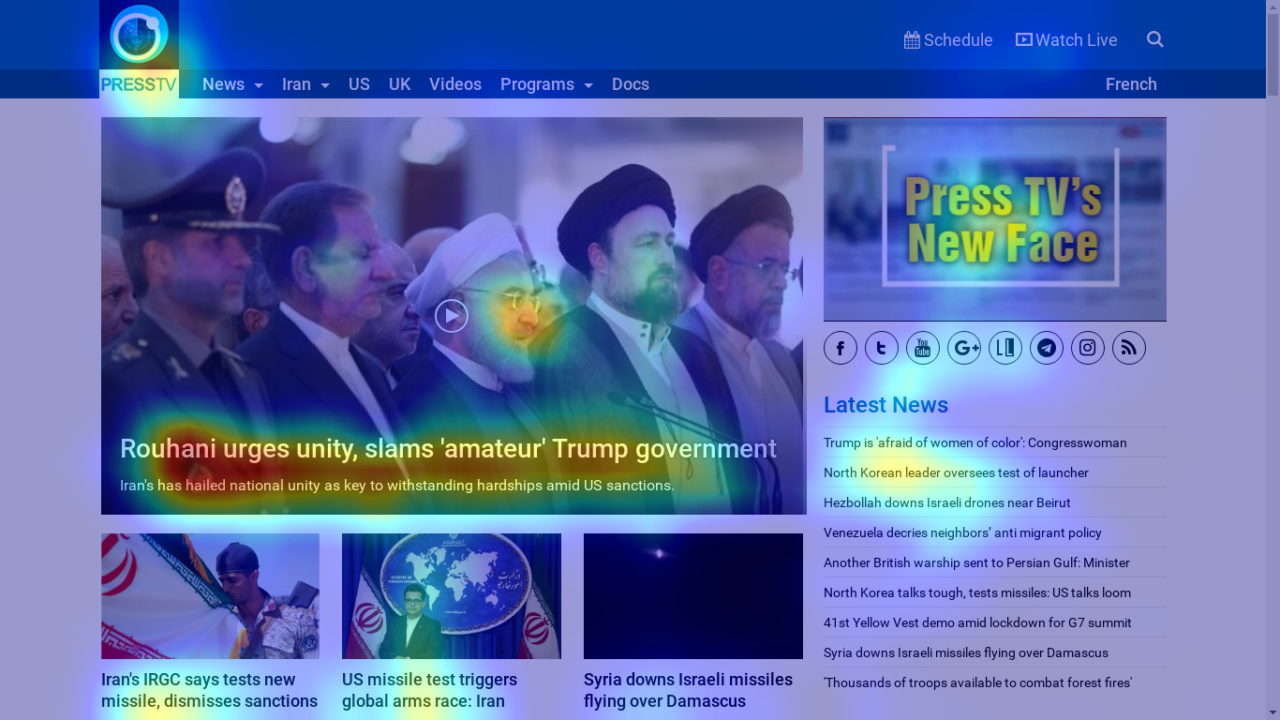 Schedule
Watch Live
PRESSTV
News
Iran
US
UK
Videos
Programs
Docs
French
Press TV's
New Face
You
Tube
Rouhani urges unity, slams 'amateur' Trump government
Iran's has hailed national unity as key to withstanding hardships amid US sanctions.
Latest News
Trump is 'afraid of women of color': Congresswoman
North Korean leader oversees test of launcher
Hezbollah downs Israeli drones near Beirut
Venezuela decries neighbors' anti migrant policy
Another British warship sent to Persian Gulf: Minister
North Korea talks tough, tests missiles: US talks loom
41st Yellow Vest demo amid lockdown for G7 summit
Syria downs Israeli missiles flying over Damascus
'Thousands of troops available to combat forest fires'
Iran's IRGC says tests new
missile, dismisses sanctions
US missile test triggers
global arms race: Iran
Syria downs Israeli missiles
flying over Damascus